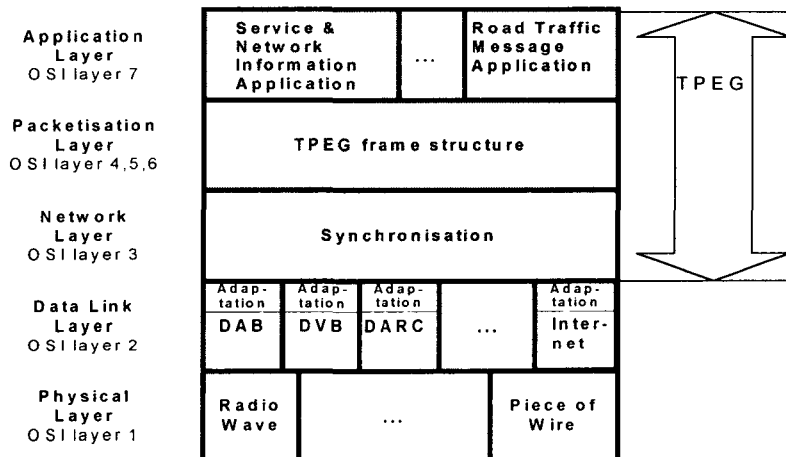 Application
Layer
OSI layer 7
Service &
Network
Information
Application
...
Road Traffic
Message
Application
TPEG
Packetisation
Layer
OSI layer 4,5,6
TPEG frame structure
Network
Layer
OSI layer 3
Synchronisation
Data Link
Layer
OSI layer 2
Adap-
tation
DAB
Adap-
tation
DVB
Adap-
tation
DARC
...
Adap-
tation
Inter-
net
Physical
Layer
OSI layer 1
Radio
Wave
...
Piece of
Wire